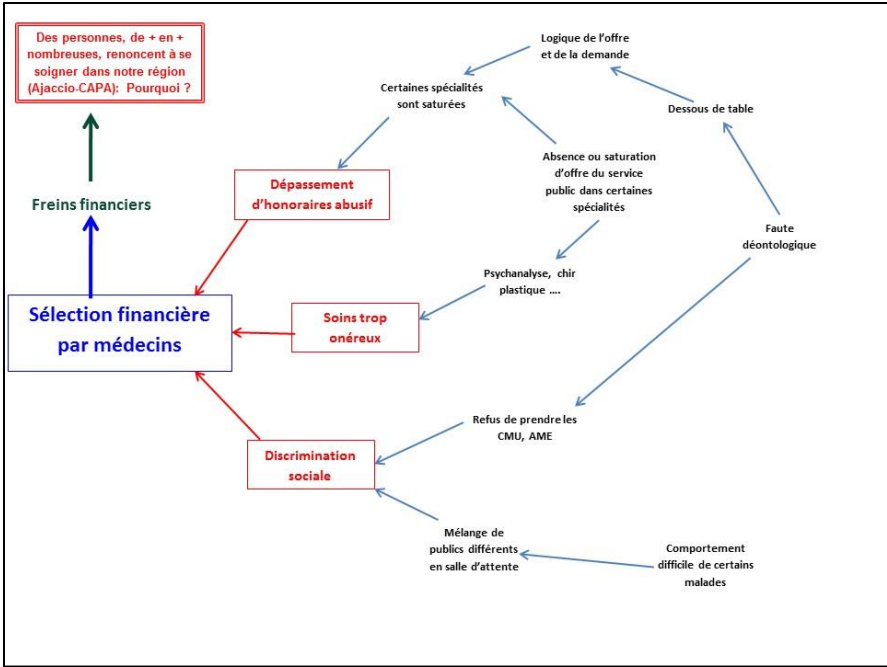 Des personnes, de + en +
nombreuses, renoncent à se
soigner dans notre région
(Ajaccio-CAPA): Pourquoi ?
Freins financiers
Sélection financière
par médecins
Dépassement
d’honoraires abusif
Soins trop
onéreux
Discrimination
sociale
Certaines spécialités
sont saturées
Logique de l’offre
et de la demande
Dessous de table
Absence ou saturation
d’offre du service
public dans certaines
spécialités
Faute
déontologique
Psychanalyse, chir
plastique ….
Refus de prendre les
CMU, AME
Mélange de
publics différents
en salle d’attente
Comportement
difficile de certains
malades